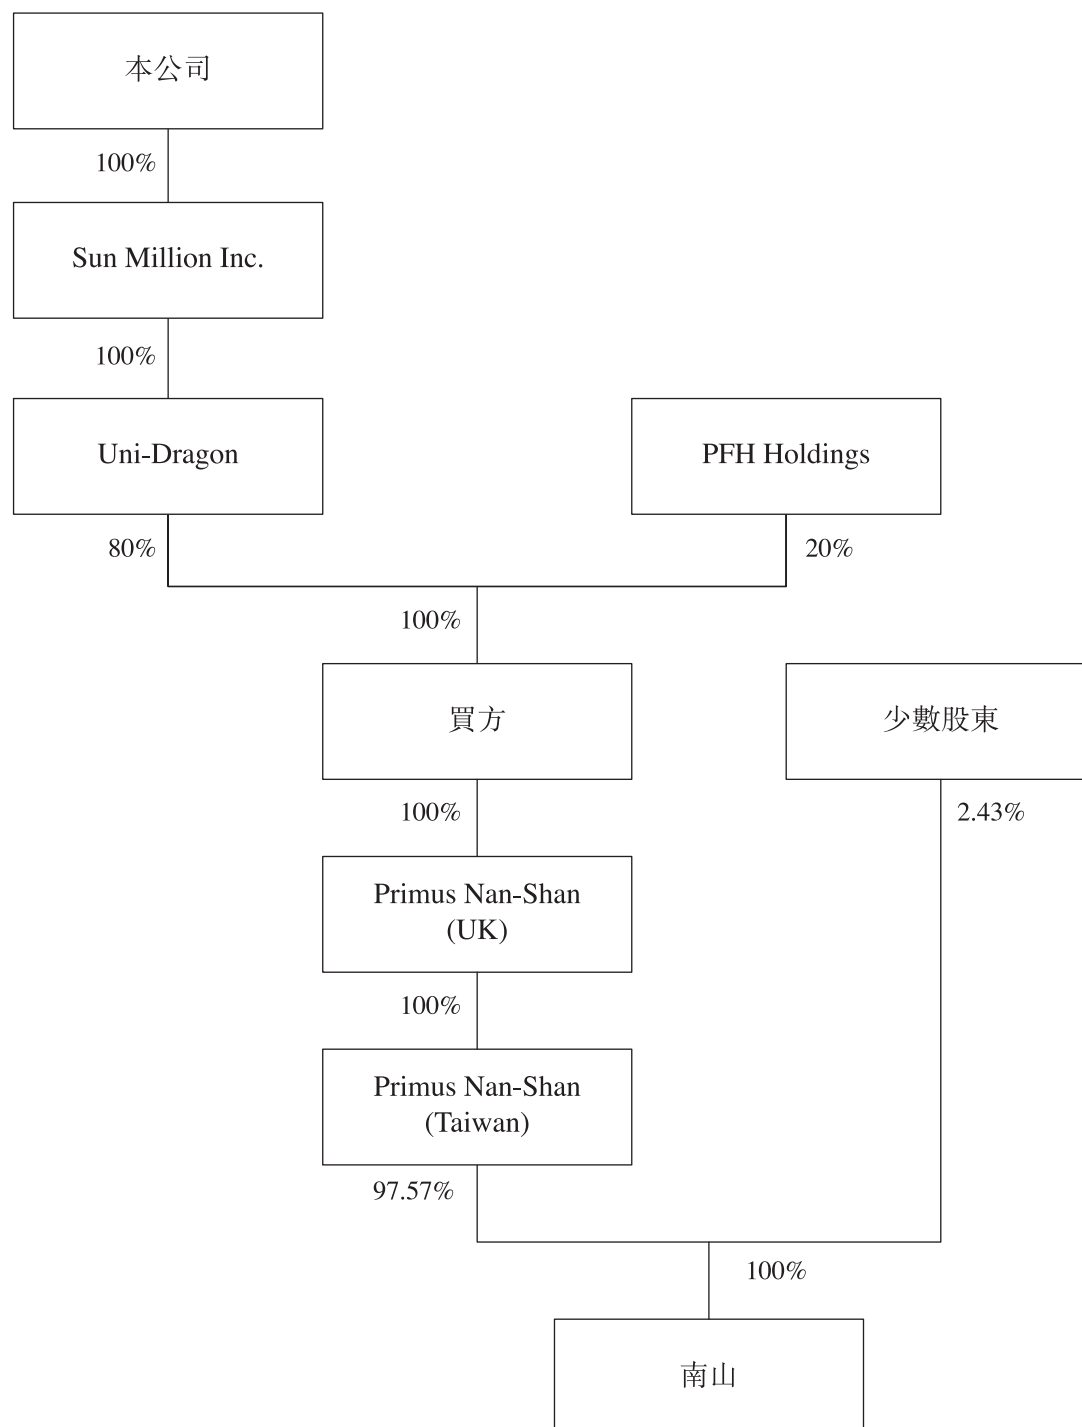 本公司
100%
Sun Million Inc.
100%
Uni-Dragon
PFH Holdings
80%
20%
100%
買方
少數股東
100%
2.43%
Primus Nan-Shan
(UK)
100%
Primus Nan-Shan
(Taiwan)
97.57%
100%
南山